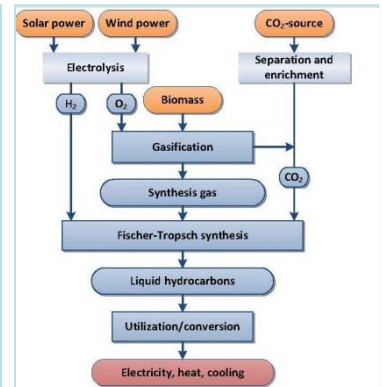 Solar power
Wind power
CO₂-source
Electrolysis
Separation and
enrichment
H₂
O₂
Biomass
Gasification
CO₂
Synthesis gas
Fischer-Tropsch synthesis
Liquid hydrocarbons
Utilization/conversion
Electricity, heat, cooling